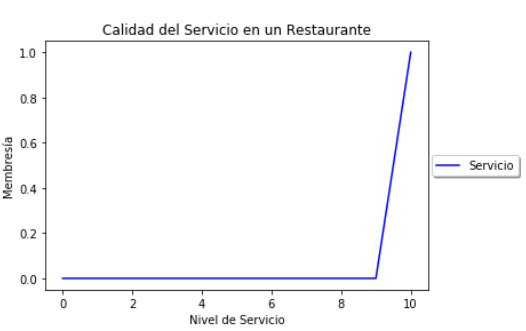 Calidad del Servicio en un Restaurante
1.0
0.8
0.6
0.4
0.2
0.0
Membresía
Servicio
0 2 4 6 8 10
Nivel de Servicio